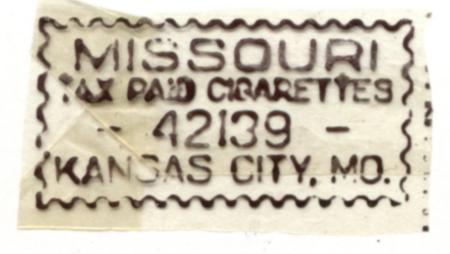 MISSOURI
TAX PAID CIGARETTES
- 42139 -
KANSAS CITY, MO.